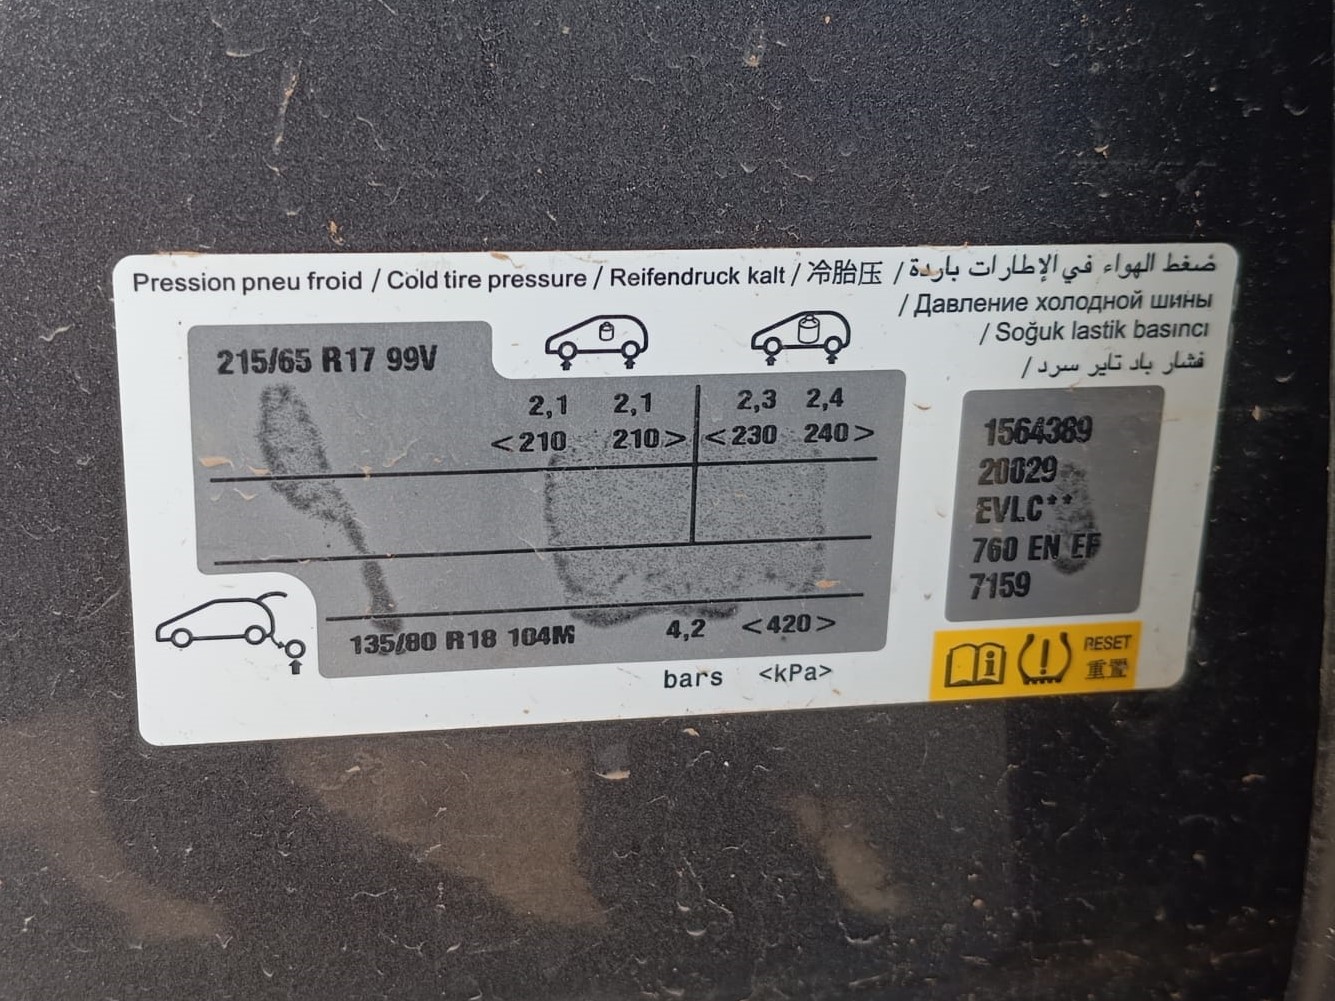 Pression pneu froid / Cold tire pressure / Reifendruck kalt / 冷胎压 / ضغط الهواء في الإطارات باردة
/ Давление холодной шины
/ Soğuk lastik basıncı
/ فشار باد تایر سرد
215/65 R17 99V
2,1 2,1 2,3 2,4
<210 210> <230 240>
135/80 R18 104M 4,2 <420>
bars <kPa>
1564389
20029
EVLC**
760 EN EF
7159
RESET
重置